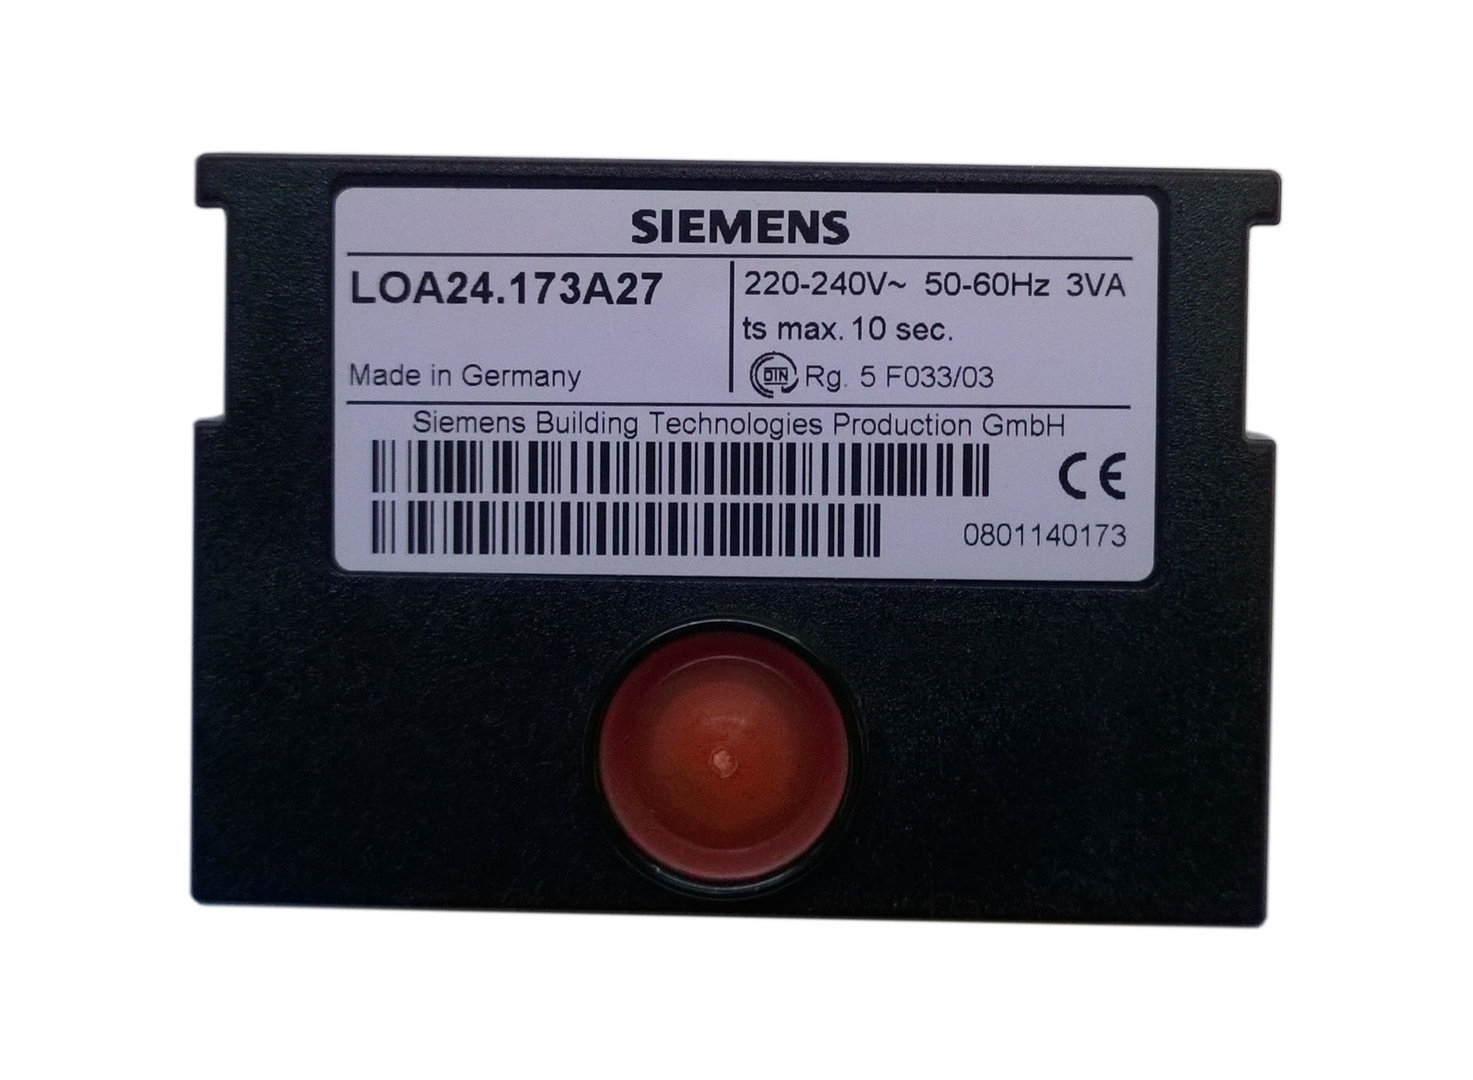 SIEMENS
LOA24.173A27
220-240V~ 50-60Hz 3VA
ts max. 10 sec.
Made in Germany
DIN Rg. 5 F033/03
Siemens Building Technologies Production GmbH
CE
0801140173